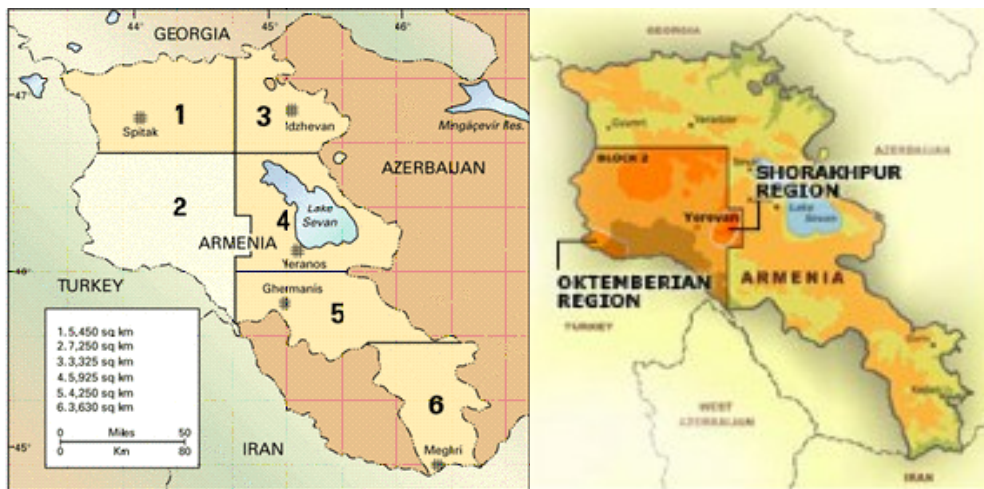 44°
45°
46°
GEORGIA
47°
1
3
Spitak
Idzhevan
Mingäçevir Res.
AZERBAIJAN
2
Lake
Sevan
4
ARMENIA
Yeranos
46°
TURKEY
Ghermanis
5
1.5,450 sq km
2.7,250 sq km
3.3,325 sq km
4.5,925 sq km
5.4,250 sq km
6.3,630 sq km
0 Miles 50
0 Km 80
6
IRAN
45°
Meghri
GEORGIA
BLOCK 2
AZERBAIJAN
SHORAKHPUR
REGION
Yerevan
Lake
Sevan
ARMENIA
OKTEMBERIAN
REGION
TURKEY
WEST
AZERBAIJAN
IRAN